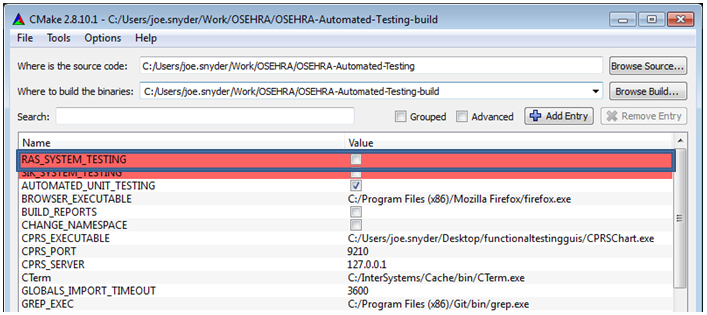 CMake 2.8.10.1 - C:/Users/joe.snyder/Work/OSEHRA/OSEHRA-Automated-Testing-build
File Tools Options Help
Where is the source code: C:/Users/joe.snyder/Work/OSEHRA/OSEHRA-Automated-Testing Browse Source...
Where to build the binaries: C:/Users/joe.snyder/Work/OSEHRA/OSEHRA-Automated-Testing-build Browse Build...
Search: Grouped Advanced Add Entry Remove Entry
Name Value
RAS_SYSTEM_TESTING
SIK_SYSTEM_TESTING
AUTOMATED_UNIT_TESTING
BROWSER_EXECUTABLE C:/Program Files (x86)/Mozilla Firefox/firefox.exe
BUILD_REPORTS
CHANGE_NAMESPACE
CPRS_EXECUTABLE C:/Users/joe.snyder/Desktop/functionaltestingguis/CPRSChart.exe
CPRS_PORT 9210
CPRS_SERVER 127.0.0.1
CTerm C:/InterSystems/Cache/bin/CTerm.exe
GLOBALS_IMPORT_TIMEOUT 3600
GREP_EXEC C:/Program Files (x86)/Git/bin/grep.exe